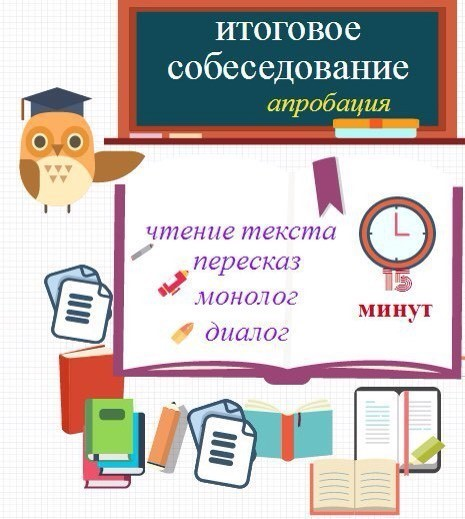 итоговое
собеседование
апробация
чтение текста
пересказ
монолог
диалог
15
минут